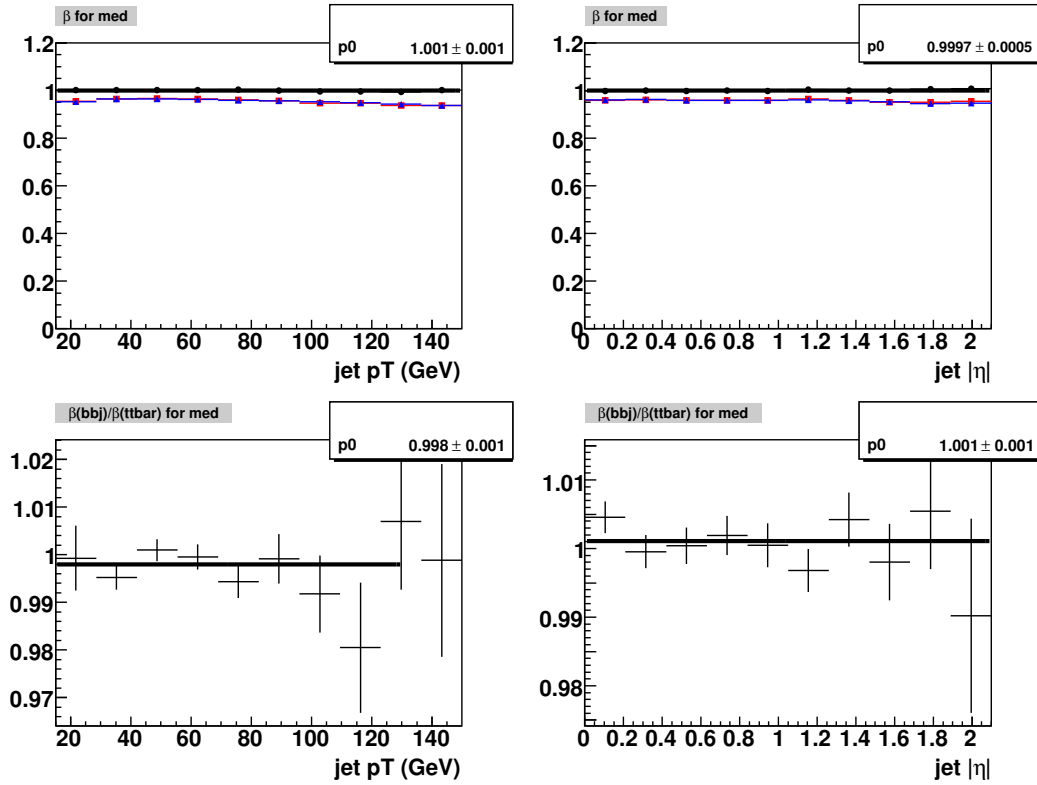 β for med
p0 1.001 ± 0.001
1.2
1
0.8
0.6
0.4
0.2
0
20 40 60 80 100 120 140
jet pT (GeV)
β for med
p0 0.9997 ± 0.0005
1.2
1
0.8
0.6
0.4
0.2
0
0 0.2 0.4 0.6 0.8 1 1.2 1.4 1.6 1.8 2
jet |η|
β(bbj)/β(ttbar) for med
p0 0.998 ± 0.001
1.02
1.01
1
0.99
0.98
0.97
20 40 60 80 100 120 140
jet pT (GeV)
β(bbj)/β(ttbar) for med
p0 1.001 ± 0.001
1.01
1
0.99
0.98
0 0.2 0.4 0.6 0.8 1 1.2 1.4 1.6 1.8 2
jet |η|